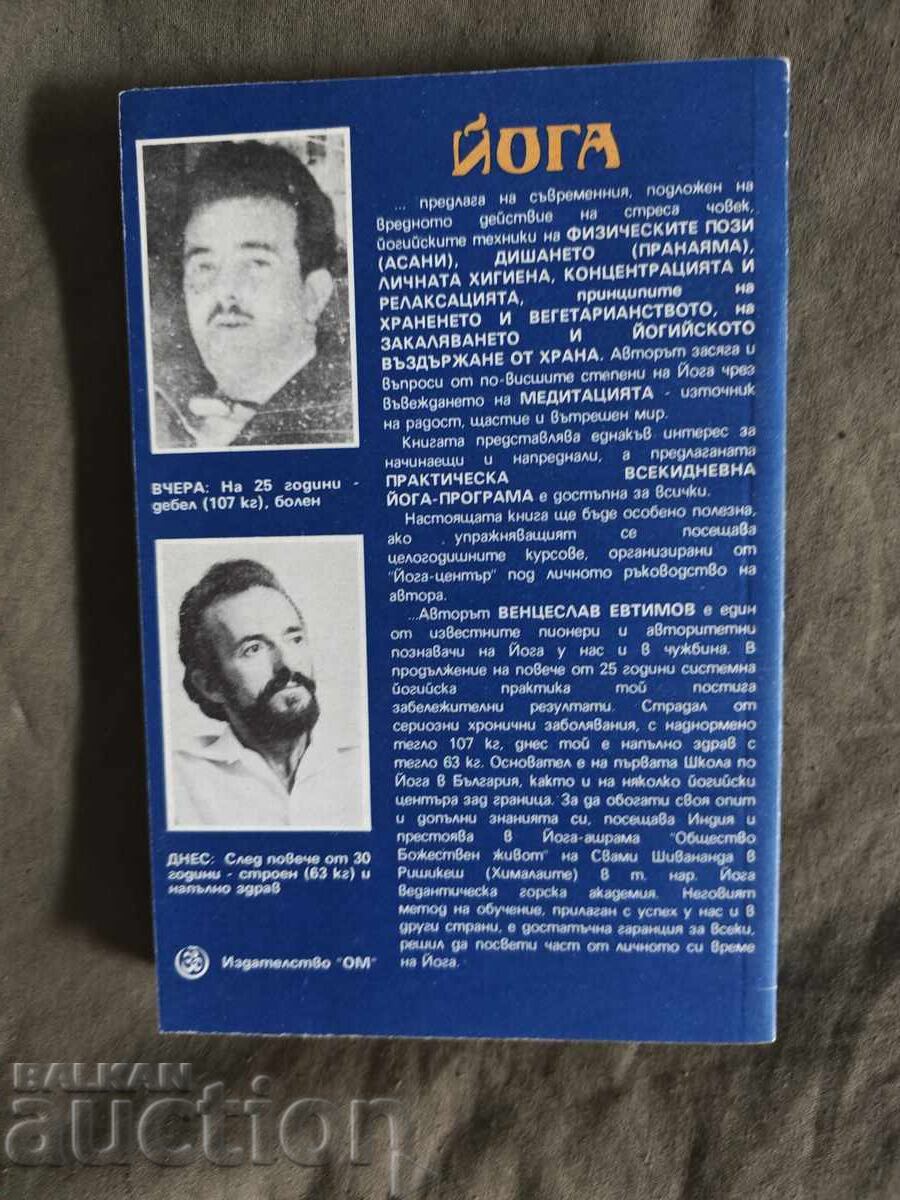 ЙОГА
... предлага на съвременния, подложен на
вредното действие на стреса човек,
йогийските техники на ФИЗИЧЕСКИТЕ ПОЗИ
(АСАНИ), ДИШАНЕТО (ПРАНАЯМА),
ЛИЧНАТА ХИГИЕНА, КОНЦЕНТРАЦИЯТА И
РЕЛАКСАЦИЯТА, принципите на
ХРАНЕНЕТО И ВЕГЕТАРИАНСТВОТО, на
ЗАКАЛЯВАНЕТО И ЙОГИЙСКОТО
ВЪЗДЪРЖАНЕ ОТ ХРАНА. Авторът засяга и
въпроси от по-висшите степени на Йога чрез
въвеждането на МЕДИТАЦИЯТА - източник
на радост, щастие и вътрешен мир.
Книгата представлява еднакъв интерес за
начинаещи и напреднали, а предлаганата
ПРАКТИЧЕСКА ВСЕКИДНЕВНА
ЙОГА-ПРОГРАМА е достъпна за всички.
Настоящата книга ще бъде особено полезна,
ако упражняващият се посещава
целогодишните курсове, организирани от
"Йога-център" под личното ръководство на
автора.
...Авторът ВЕНЦЕСЛАВ ЕВТИМОВ е един
от известните пионери и авторитетни
познавачи на Йога у нас и в чужбина. В
продължение на повече от 25 години системна
йогийска практика той постига
забележителни резултати. Страдал от
сериозни хронични заболявания, с наднормено
тегло 107 кг, днес той е напълно здрав с
тегло 63 кг. Основател е на първата Школа по
Йога в България, както и на няколко йогийски
центъра зад граница. За да обогати своя опит
и допълни знанията си, посещава Индия и
престоява в Йога-ашрама "Общество
Божествен живот" на Свами Шивананда в
Ришикеш (Хималаите) в т. нар. Йога
ведантическа горска академия. Неговият
метод на обучение, прилаган с успех у нас и в
други страни, е достатъчна гаранция за всеки,
решил да посвети част от личното си време
на Йога.
ВЧЕРА: На 25 години -
дебел (107 кг), болен
ДНЕС: След повече от 30
години - строен (63 кг) и
напълно здрав
ॐ Издателство "ОМ"
BALKAN
auction